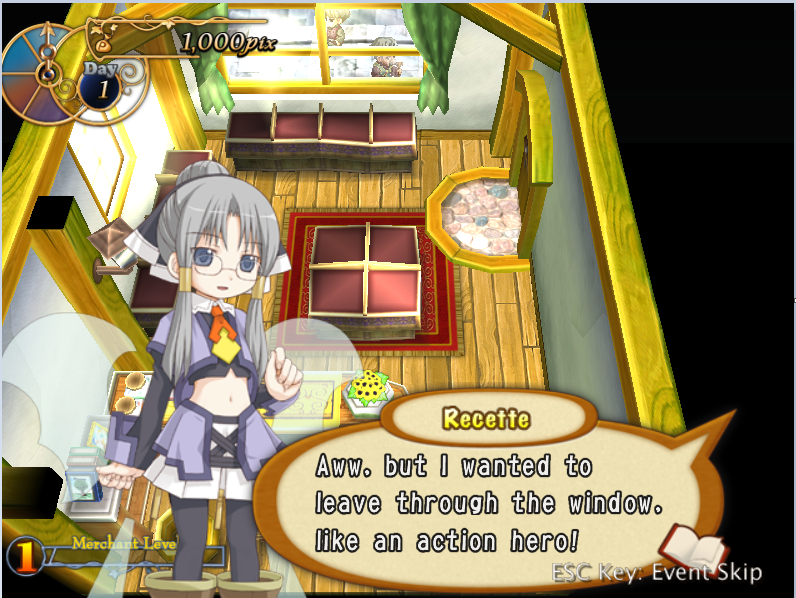 1,000pix
Day
1
Recette
Aww. but I wanted to
leave through the window.
like an action hero!
ESC Key: Event Skip
1
Merchant Level